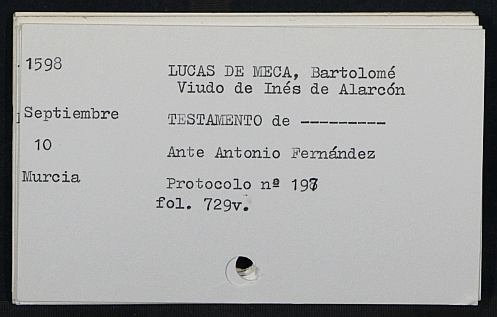 1598
LUCAS DE MECA, Bartolomé
Viudo de Inés de Alarcón
Septiembre
TESTAMENTO de ---------
10
Ante Antonio Fernández
Murcia
Protocolo nº
fol. 729v.